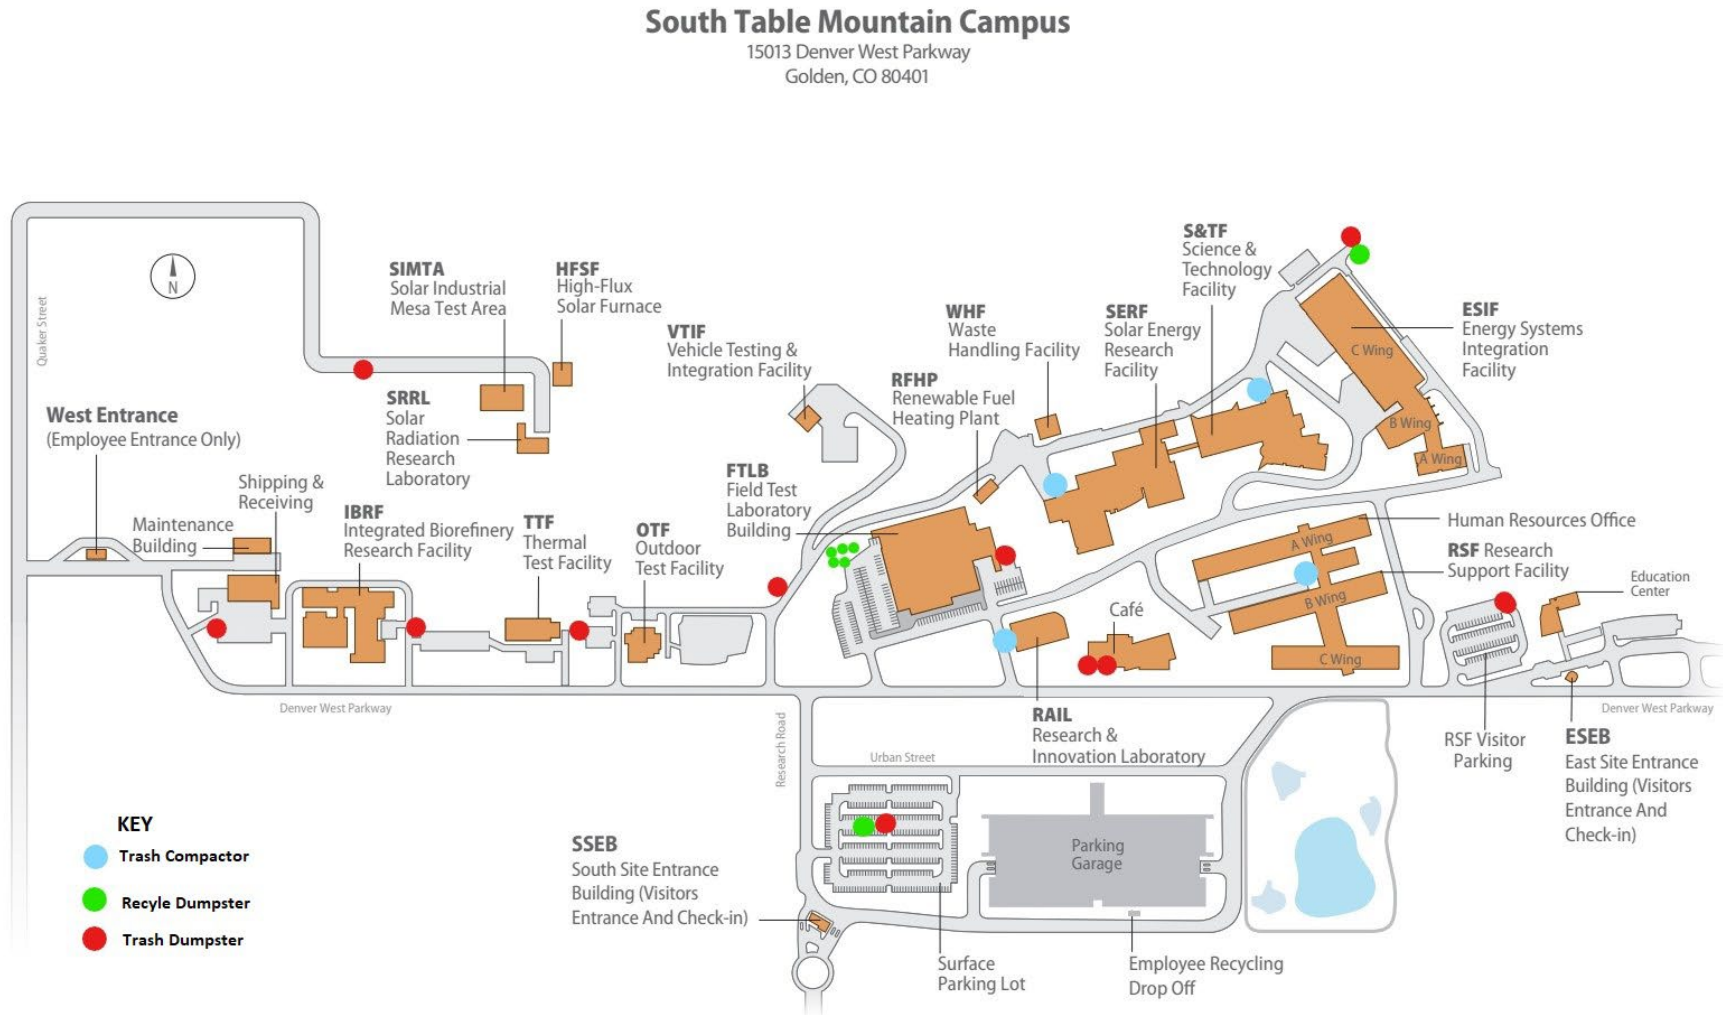 South Table Mountain Campus
15013 Denver West Parkway
Golden, CO 80401
N
Quaker Street
SIMTA
Solar Industrial
Mesa Test Area
HFSF
High-Flux
Solar Furnace
VTIF
Vehicle Testing &
Integration Facility
WHF
Waste
Handling Facility
SERF
Solar Energy
Research
Facility
S&TF
Science &
Technology
Facility
ESIF
Energy Systems
Integration
Facility
C Wing
B Wing
A Wing
RFHP
Renewable Fuel
Heating Plant
SRRL
Solar
Radiation
Research
Laboratory
West Entrance
(Employee Entrance Only)
Shipping &
Receiving
Maintenance
Building
IBRF
Integrated Biorefinery
Research Facility
TTF
Thermal
Test Facility
OTF
Outdoor
Test Facility
FTLB
Field Test
Laboratory
Building
Human Resources Office
A Wing
RSF Research
Support Facility
B Wing
C Wing
Education
Center
Café
Denver West Parkway
Research Road
RAIL
Research &
Innovation Laboratory
Urban Street
RSF Visitor
Parking
Denver West Parkway
ESEB
East Site Entrance
Building (Visitors
Entrance And
Check-in)
KEY
Trash Compactor
Recyle Dumpster
Trash Dumpster
SSEB
South Site Entrance
Building (Visitors
Entrance And Check-in)
Parking
Garage
Surface
Parking Lot
Employee Recycling
Drop Off